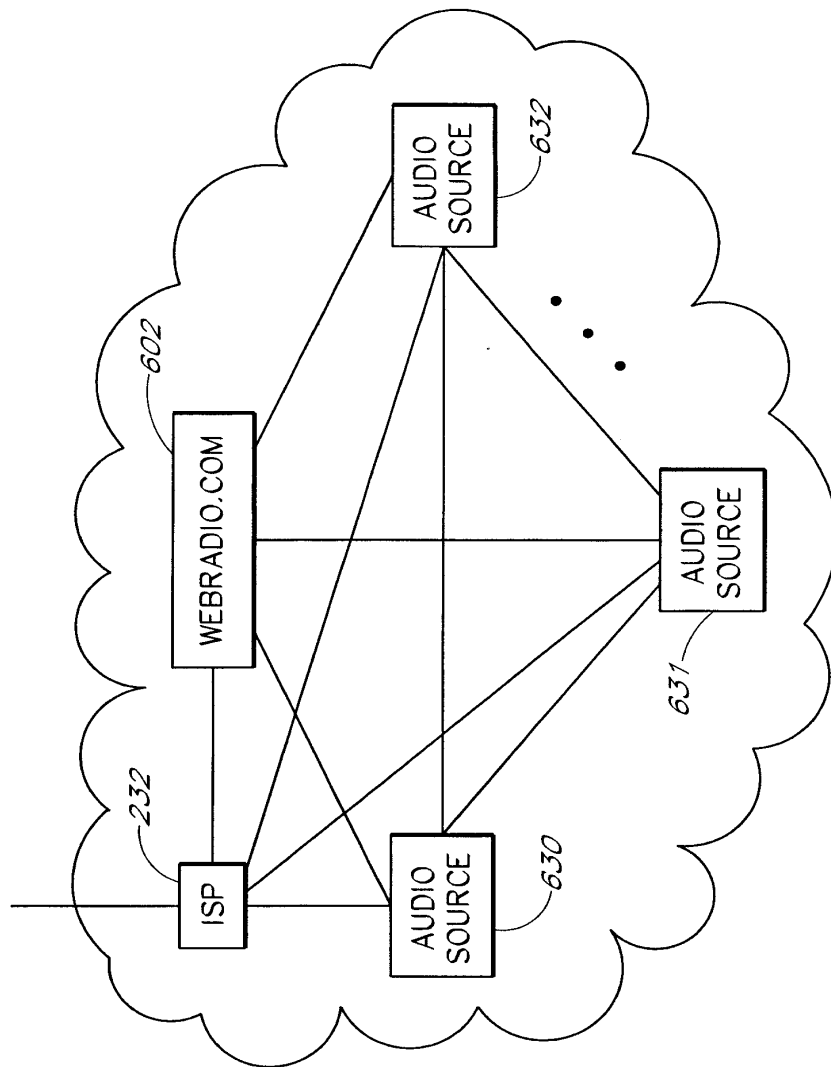 602
WEBRADIO.COM
232
ISP
AUDIO
SOURCE
632
AUDIO
SOURCE
631
AUDIO
SOURCE
630